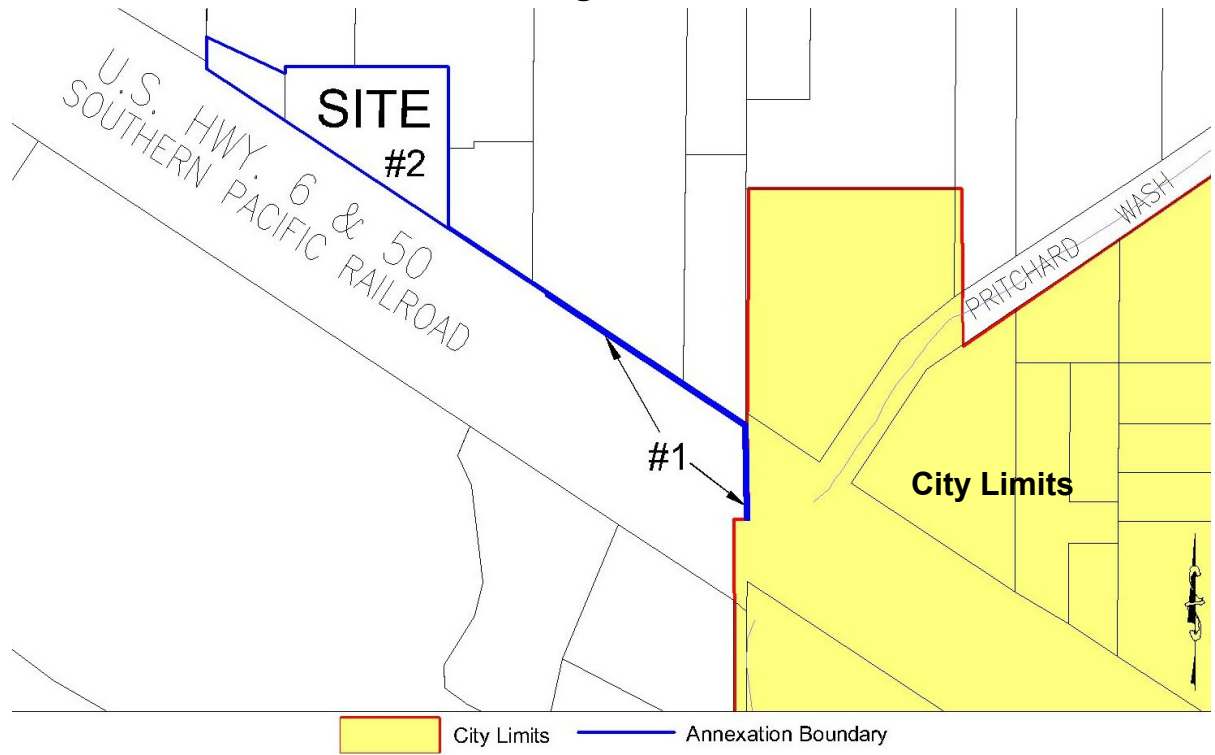 U.S. HWY. 6 & 50
SOUTHERN PACIFIC RAILROAD
SITE
#2
#1
PRITCHARD WASH
City Limits
City Limits
Annexation Boundary